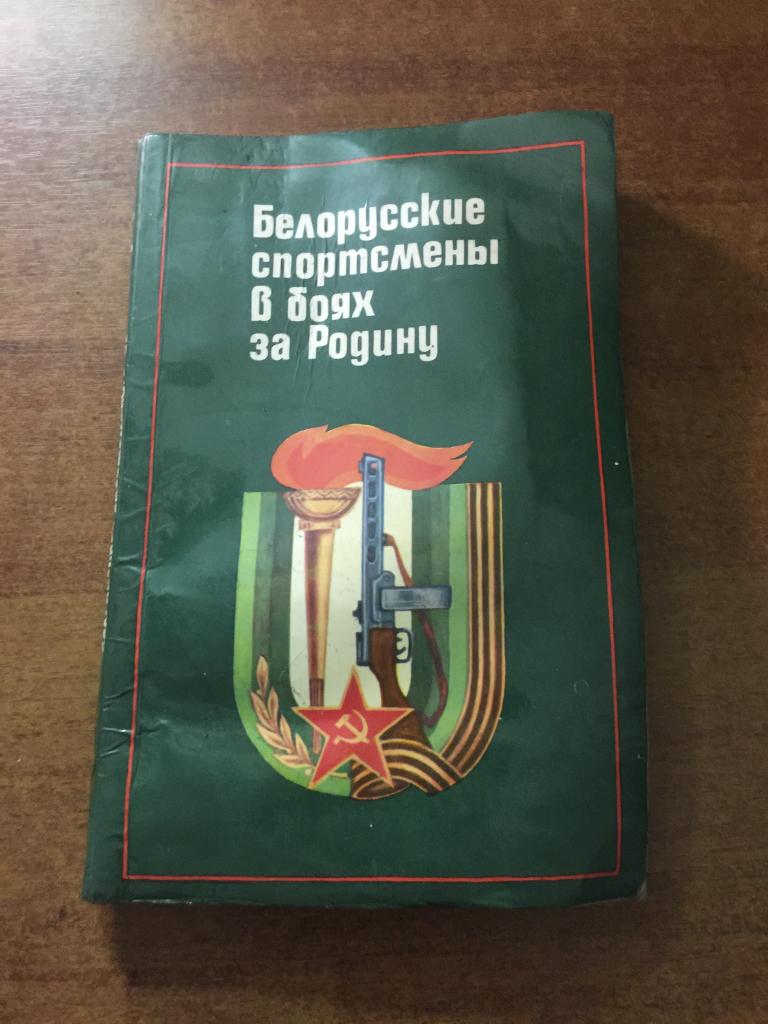 Белорусские
спортсмены
в боях
за Родину